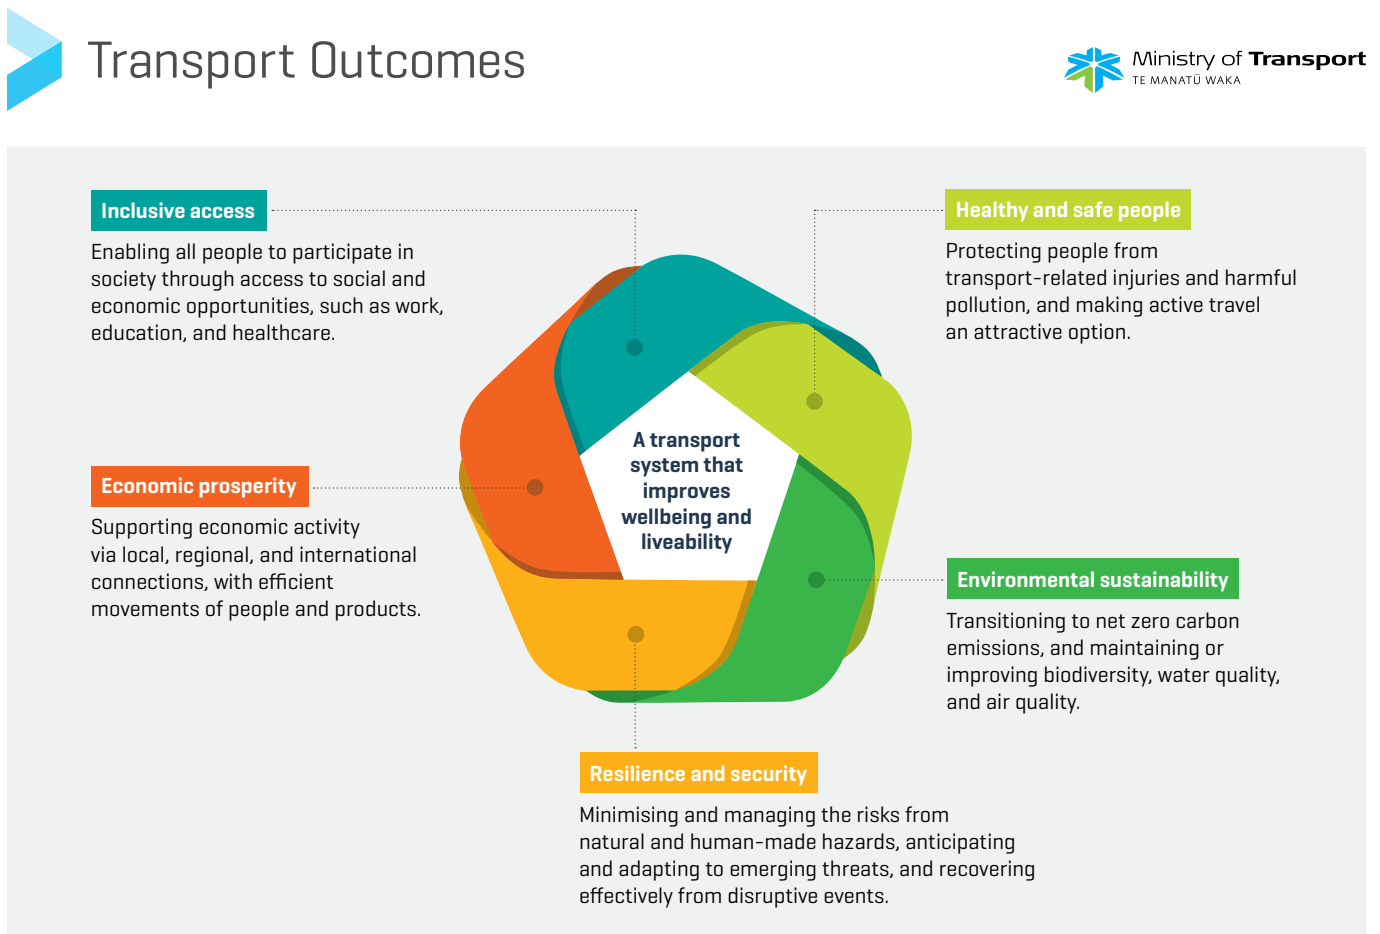 Transport Outcomes
Ministry of Transport
TE MANATŪ WAKA
Inclusive access
Enabling all people to participate in
society through access to social and
economic opportunities, such as work,
education, and healthcare.
Healthy and safe people
Protecting people from
transport-related injuries and harmful
pollution, and making active travel
an attractive option.
A transport
system that
improves
wellbeing and
liveability
Economic prosperity
Supporting economic activity
via local, regional, and international
connections, with efficient
movements of people and products.
Environmental sustainability
Transitioning to net zero carbon
emissions, and maintaining or
improving biodiversity, water quality,
and air quality.
Resilience and security
Minimising and managing the risks from
natural and human-made hazards, anticipating
and adapting to emerging threats, and recovering
effectively from disruptive events.